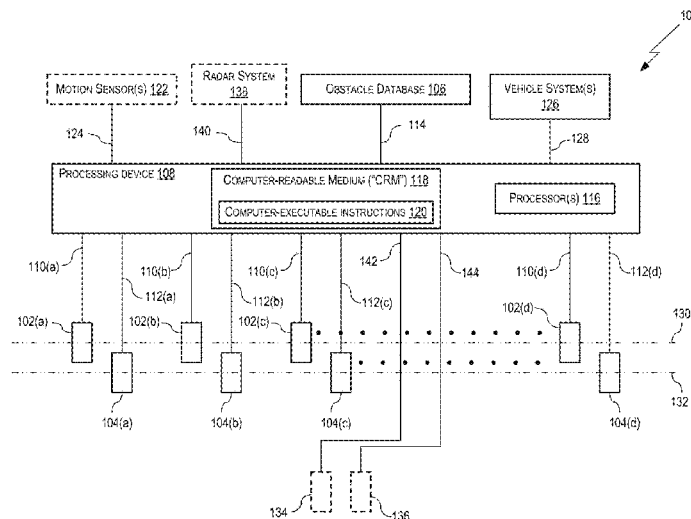 10
MOTION SENSOR(S) 122
RADAR SYSTEM
138
OBSTACLE DATABASE 106
VEHICLE SYSTEM(S)
126
124
140
114
128
PROCESSING DEVICE 108
COMPUTER-READABLE MEDIUM ("CRM") 118
COMPUTER-EXECUTABLE INSTRUCTIONS 120
PROCESSOR(S) 116
110(a)
110(b)
110(c)
142
144
110(d)
112(d)
112(a)
112(b)
112(c)
102(a)
102(b)
102(c)
102(d)
130
132
104(a)
104(b)
104(c)
104(d)
134
136